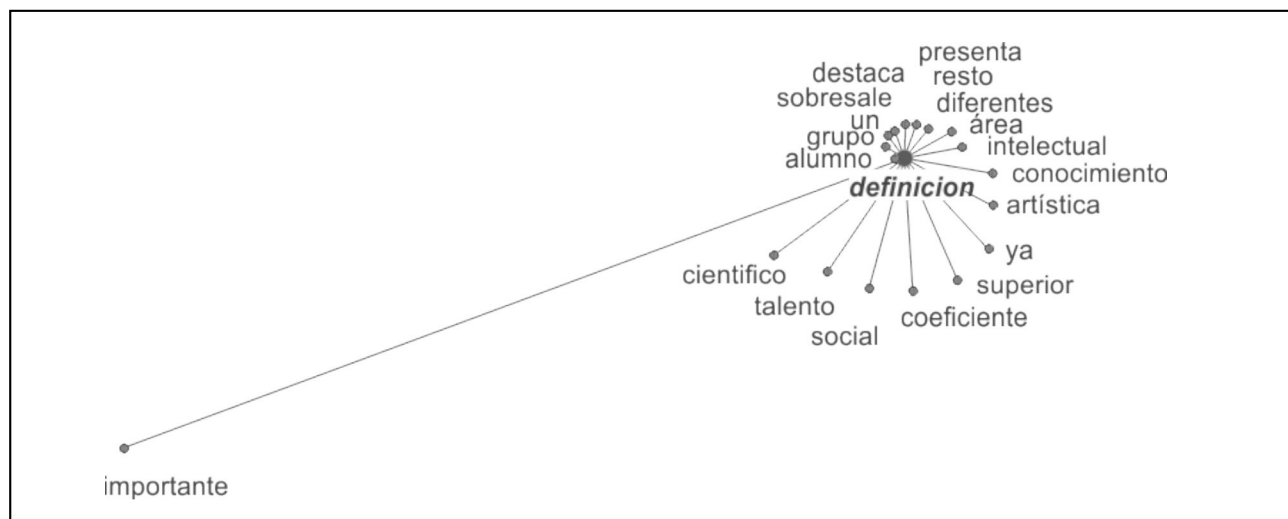 presenta
destaca
resto
sobresale
diferentes
un
área
grupo
intelectual
alumno
conocimiento
definicion
artística
ya
cientifico
superior
talento
coeficiente
social
importante